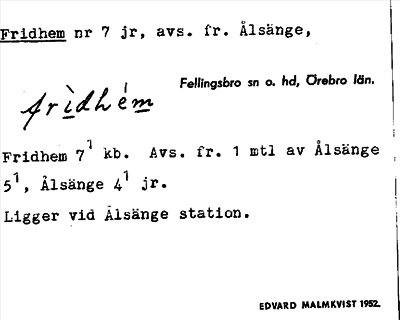 Fridhem nr 7 jr, avs. fr. Ålsänge,
Fellingsbro sn o. hd, Örebro län.
fridhém
Fridhem 7¹ kb. Avs. fr. 1 mtl av Ålsänge
5¹, Ålsänge 4¹ jr.
Ligger vid Ålsänge station.
EDVARD MALMKVIST 1952.